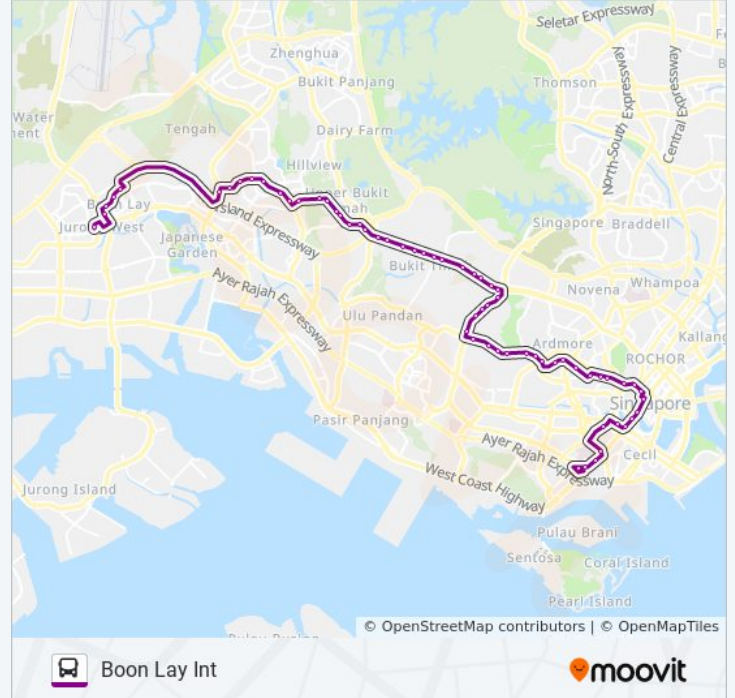 Seletar Expressway
Zhenghua
Bukit Panjang
Thomson
North-South Expressway
Central Expressway
Water
Tengah
Dairy Farm
Hillview
Upper Bukit
Boon Lay
Jurong West
Island Expressway
Singapore
Braddell
Japanese
Garden
Bukit
Ayer Rajah Expressway
Novena
Whampoa
Ulu Pandan
Ardmore
Kallang
ROCHOR
Singapore
Pasir Panjang
Ayer Rajah Expressway
Cecil
West Coast Highway
Jurong Island
Pulau Brani
Sentosa
Coral Island
Pearl Island
© OpenStreetMap contributors | © OpenMapTiles
Boon Lay Int
moovit